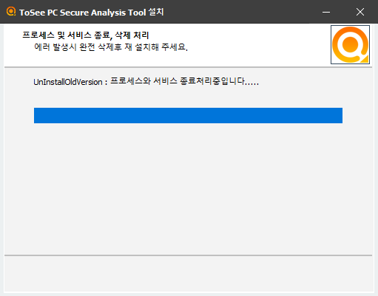 ToSee PC Secure Analysis Tool 설치
프로세스 및 서비스 종료, 삭제 처리
에러 발생시 완전 삭제후 재 설치해 주세요.
UnInstallOldVersion : 프로세스와 서비스 종료처리중입니다.....